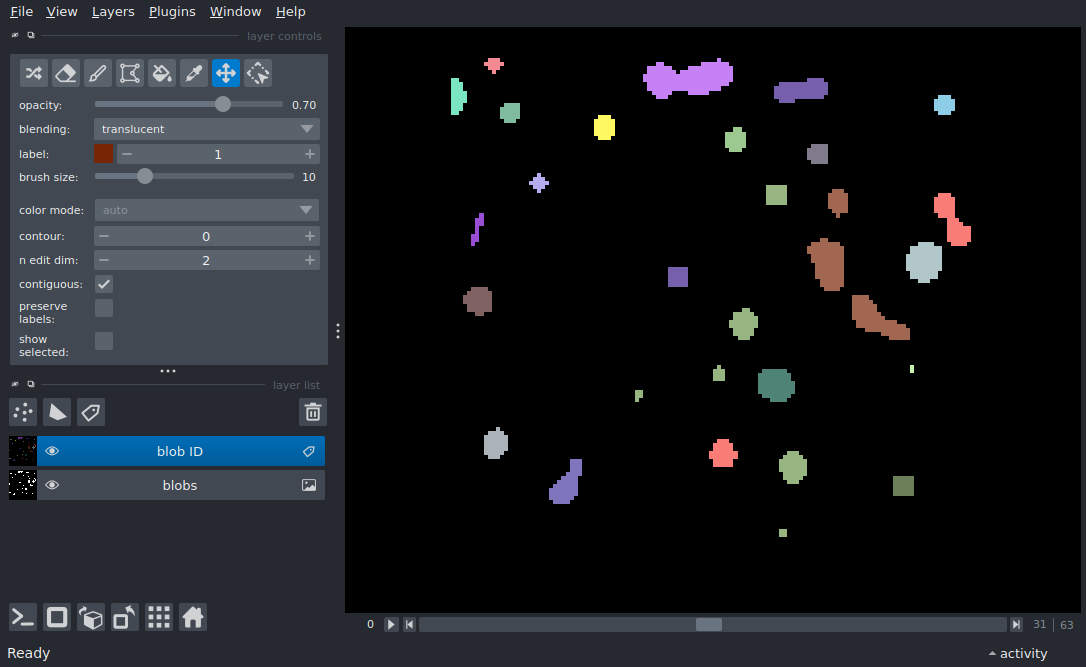 File View Layers Plugins Window Help
layer controls
opacity: 0.70
blending: translucent
label: 1
brush size: 10
color mode: auto
contour: 0
n edit dim: 2
contiguous:
preserve
labels:
show
selected:
layer list
blob ID
blobs
0 31 63
Ready activity